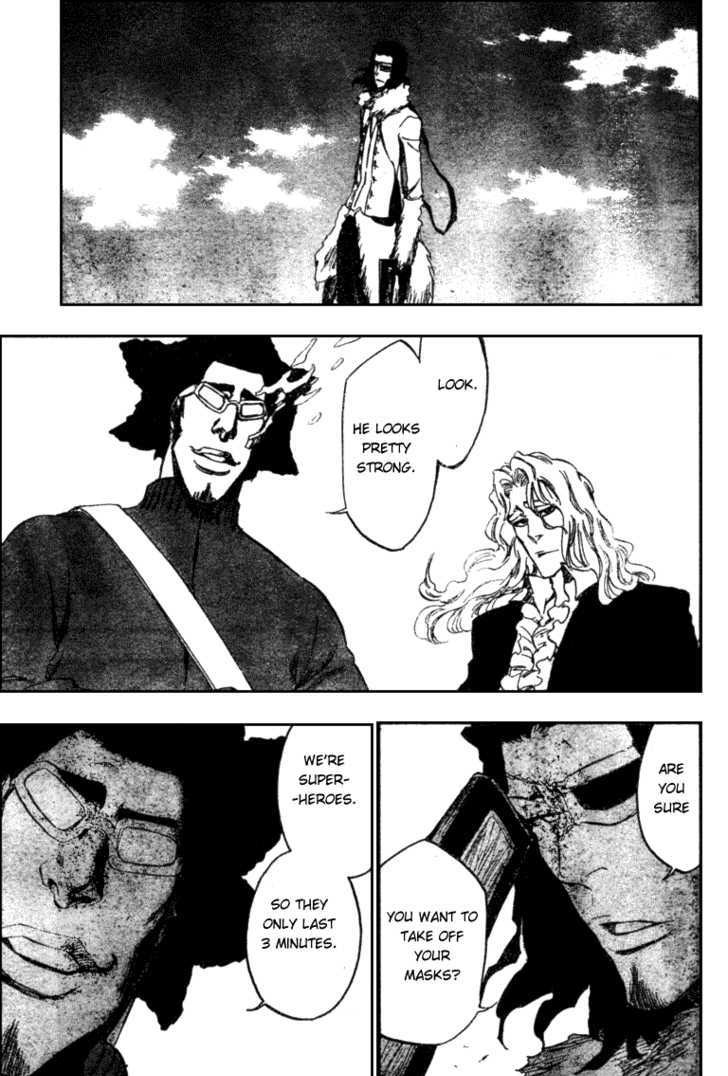 LOOK.
HE LOOKS
PRETTY
STRONG.
ARE
YOU
SURE
YOU WANT TO
TAKE OFF
YOUR
MASKS?
WE'RE
SUPER-
-HEROES.
SO THEY
ONLY LAST
3 MINUTES.